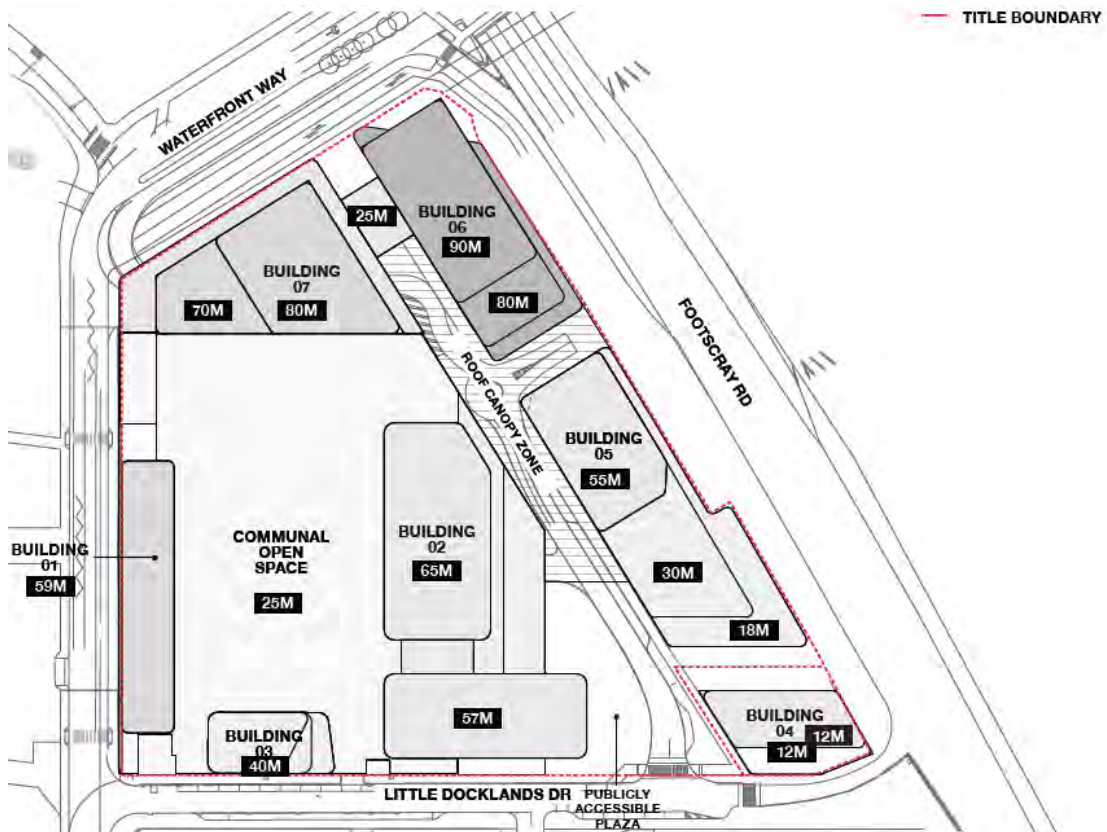 TITLE BOUNDARY
WATERFRONT WAY
BUILDING
06
90M
25M
BUILDING
07
80M
70M
80M
FOOTSCRAY RD
ROOF CANOPY ZONE
BUILDING
05
55M
BUILDING
01
59M
COMMUNAL
OPEN
SPACE
25M
BUILDING
02
65M
30M
18M
57M
BUILDING
04
12M
12M
BUILDING
03
40M
LITTLE DOCKLANDS DR
PUBLICLY
ACCESSIBLE
PLAZA